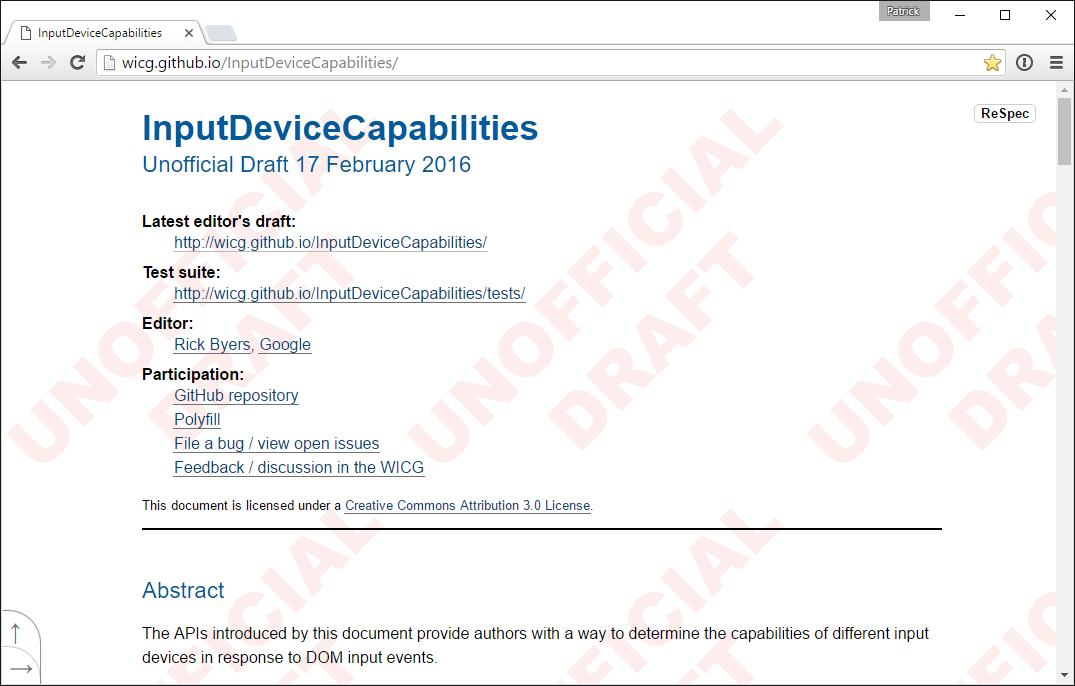 Patrick
InputDeviceCapabilities
wicg.github.io/InputDeviceCapabilities/
ReSpec
InputDeviceCapabilities
Unofficial Draft 17 February 2016
Latest editor's draft:
http://wicg.github.io/InputDeviceCapabilities/
Test suite:
http://wicg.github.io/InputDeviceCapabilities/tests/
Editor:
Rick Byers, Google
Participation:
GitHub repository
Polyfill
File a bug / view open issues
Feedback / discussion in the WICG
This document is licensed under a Creative Commons Attribution 3.0 License.
Abstract
The APIs introduced by this document provide authors with a way to determine the capabilities of different input
devices in response to DOM input events.
UNOFFICIAL
DRAFT
UNOFFICIAL
DRAFT
UNOFFICIAL
DRAFT